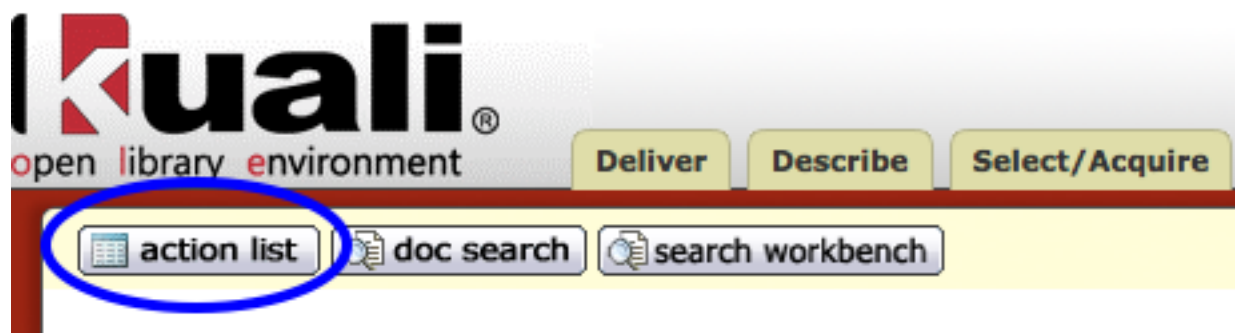 kuali®
open library environment
Deliver Describe Select/Acquire
action list doc search search workbench